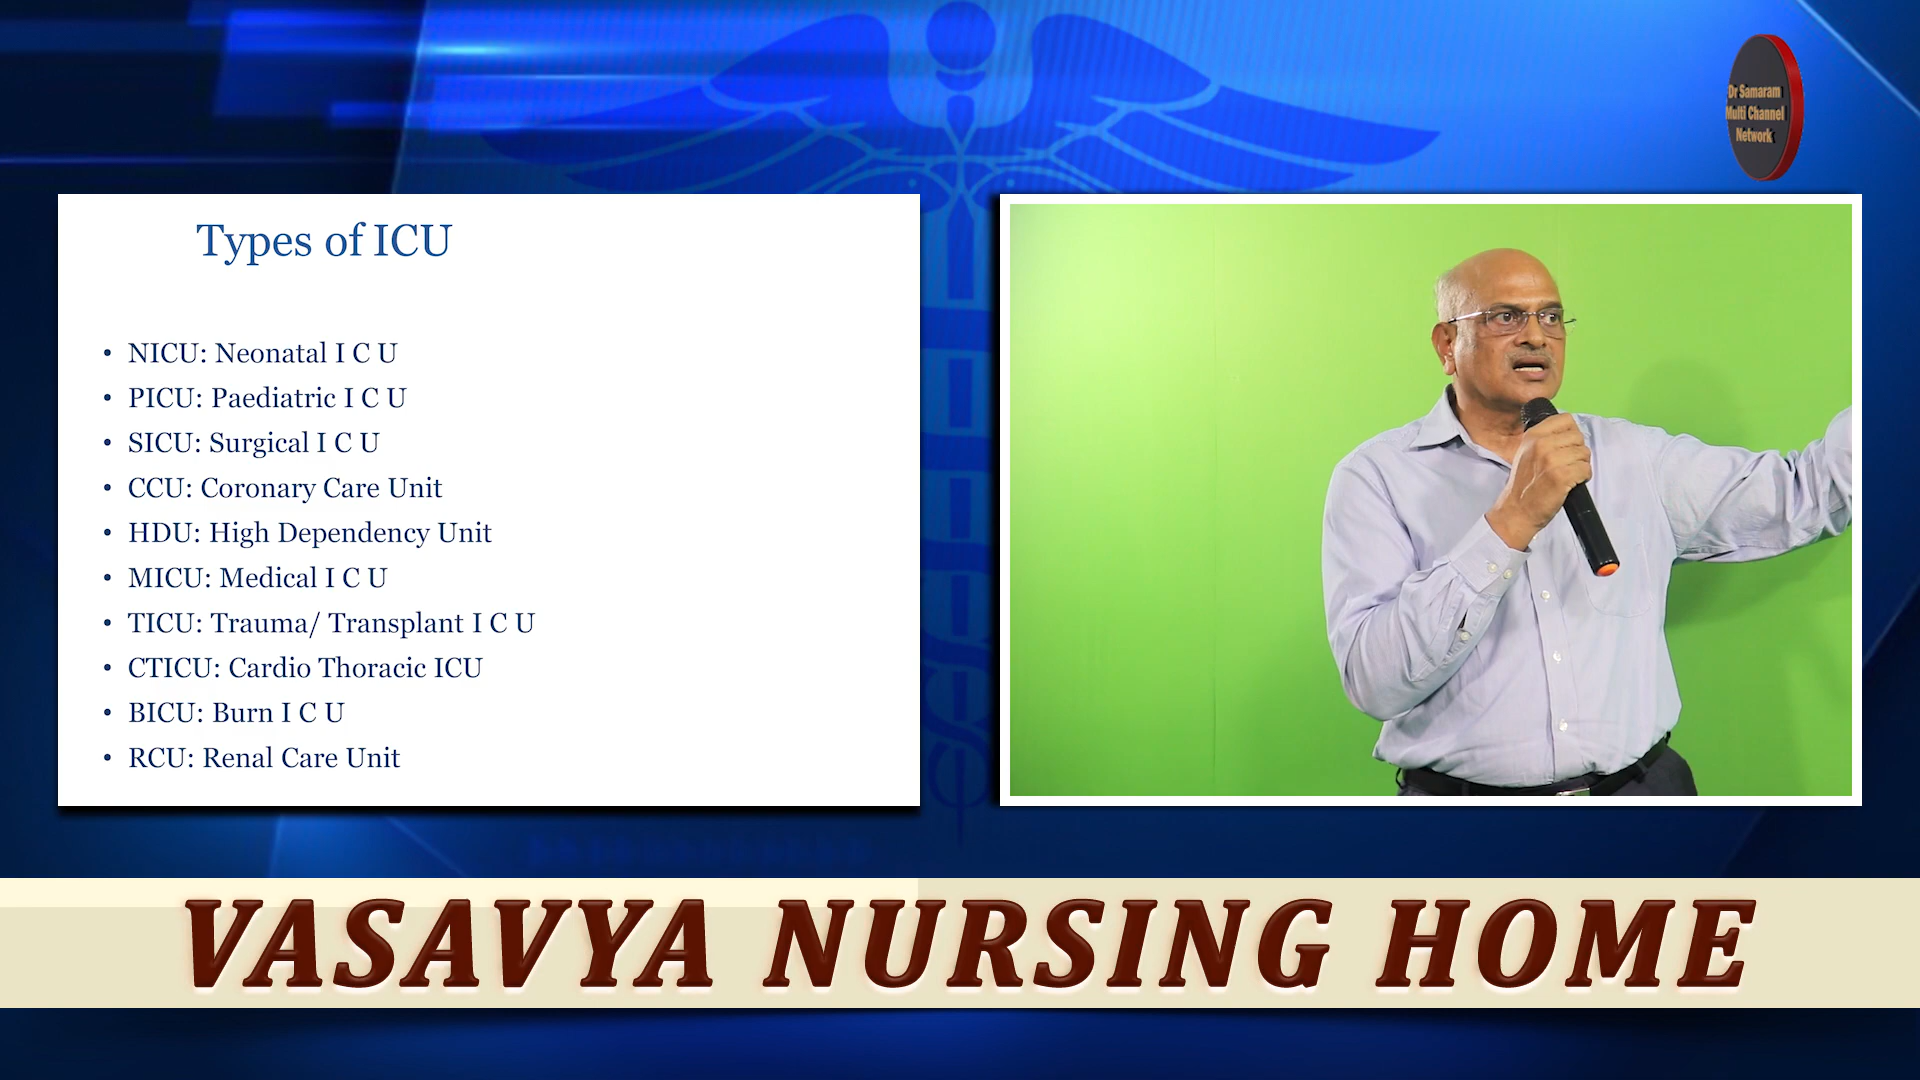 Dr Samaram
Multi Channel
Network
Types of ICU
• NICU: Neonatal I C U
• PICU: Paediatric I C U
• SICU: Surgical I C U
• CCU: Coronary Care Unit
• HDU: High Dependency Unit
• MICU: Medical I C U
• TICU: Trauma/ Transplant I C U
• CTICU: Cardio Thoracic ICU
• BICU: Burn I C U
• RCU: Renal Care Unit
VASAVYA NURSING HOME